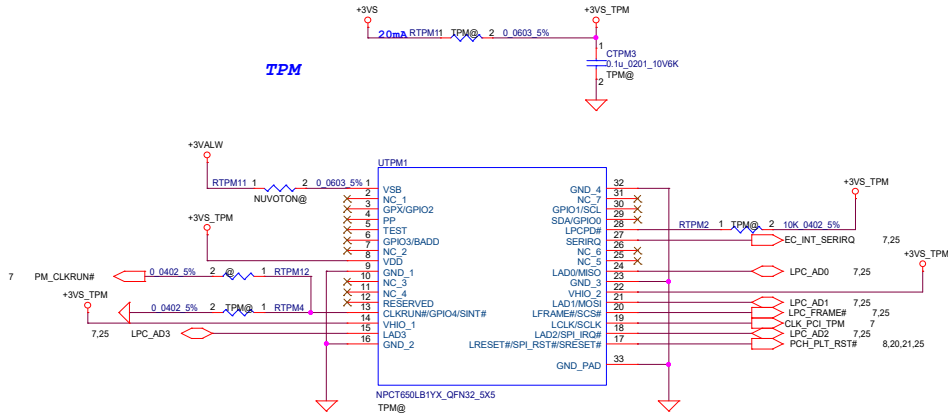 +3VS
+3VS_TPM
20mA RTPM11 TPM@ 2 0_0603_5%
1
CTPM3
0.1u_0201_10V6K
TPM@
2
TPM
+3VALW
UTPM1
RTPM11 1 2 0_0603_5%
NUVOTON@
+3VS_TPM
1 VSB
2 NC_1
3 GPX/GPIO2
4 PP
5 TEST
6 GPIO3/BADD
7 NC_2
8 VDD
9 GND_1
10 NC_3
11 NC_4
12 RESERVED
13 CLKRUN#/GPIO4/SINT#
14 VHIO_1
15 LAD3
16 GND_2
GND_4 32
NC_7 31
GPIO1/SCL 30
SDA/GPIO0 29
LPCPD# 28
SERIRQ 27
NC_6 26
NC_5 25
LAD0/MISO 24
GND_3 23
VHIO_2 22
LAD1/MOSI 21
LFRAME#/SCS# 20
LCLK/SCLK 19
LAD2/SPI_IRQ# 18
LRESET#/SPI_RST#/SRESET# 17
GND_PAD 33
+3VS_TPM
RTPM2 1 TPM@ 2 10K_0402_5%
EC_INT_SERIRQ 7,25
+3VS_TPM
LPC_AD0 7,25
LPC_AD1 7,25
LPC_FRAME# 7,25
CLK_PCI_TPM 7
LPC_AD2 7,25
PCH_PLT_RST# 8,20,21,25
7 PM_CLKRUN# 0_0402_5% 2 @ 1 RTPM12
+3VS_TPM
0_0402_5% 2 TPM@ 1 RTPM4
7,25 LPC_AD3
NPCT650LB1YX_QFN32_5X5
TPM@